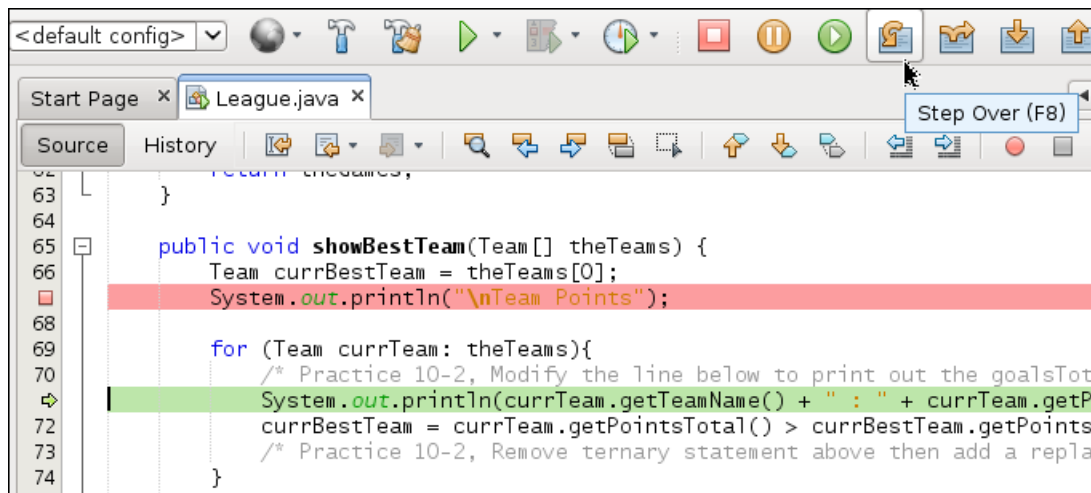 <default config>
Start Page × League.java ×
Step Over (F8)
Source History
62 return theGames;
63 }
64
65 public void showBestTeam(Team[] theTeams) {
66 Team currBestTeam = theTeams[0];
System.out.println("\nTeam Points");
68
69 for (Team currTeam: theTeams){
70 /* Practice 10-2, Modify the line below to print out the goalsTot
System.out.println(currTeam.getTeamName() + " : " + currTeam.getP
72 currBestTeam = currTeam.getPointsTotal() > currBestTeam.getPoints
73 /* Practice 10-2, Remove ternary statement above then add a repla
74 }